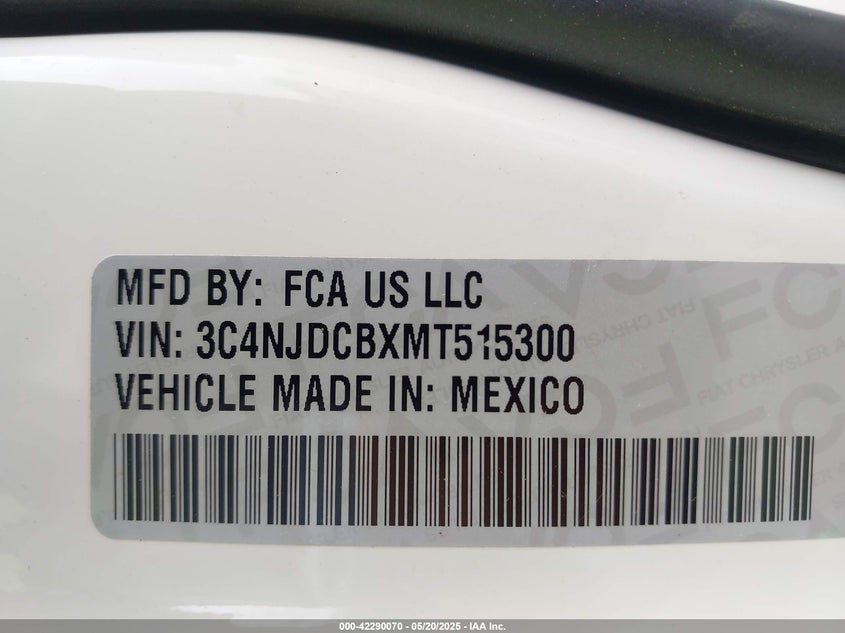 MFD BY: FCA US LLC
VIN: 3C4NJDCBXMT515300
VEHICLE MADE IN: MEXICO
000-42290070 - 05/20/2025 - IAA Inc.